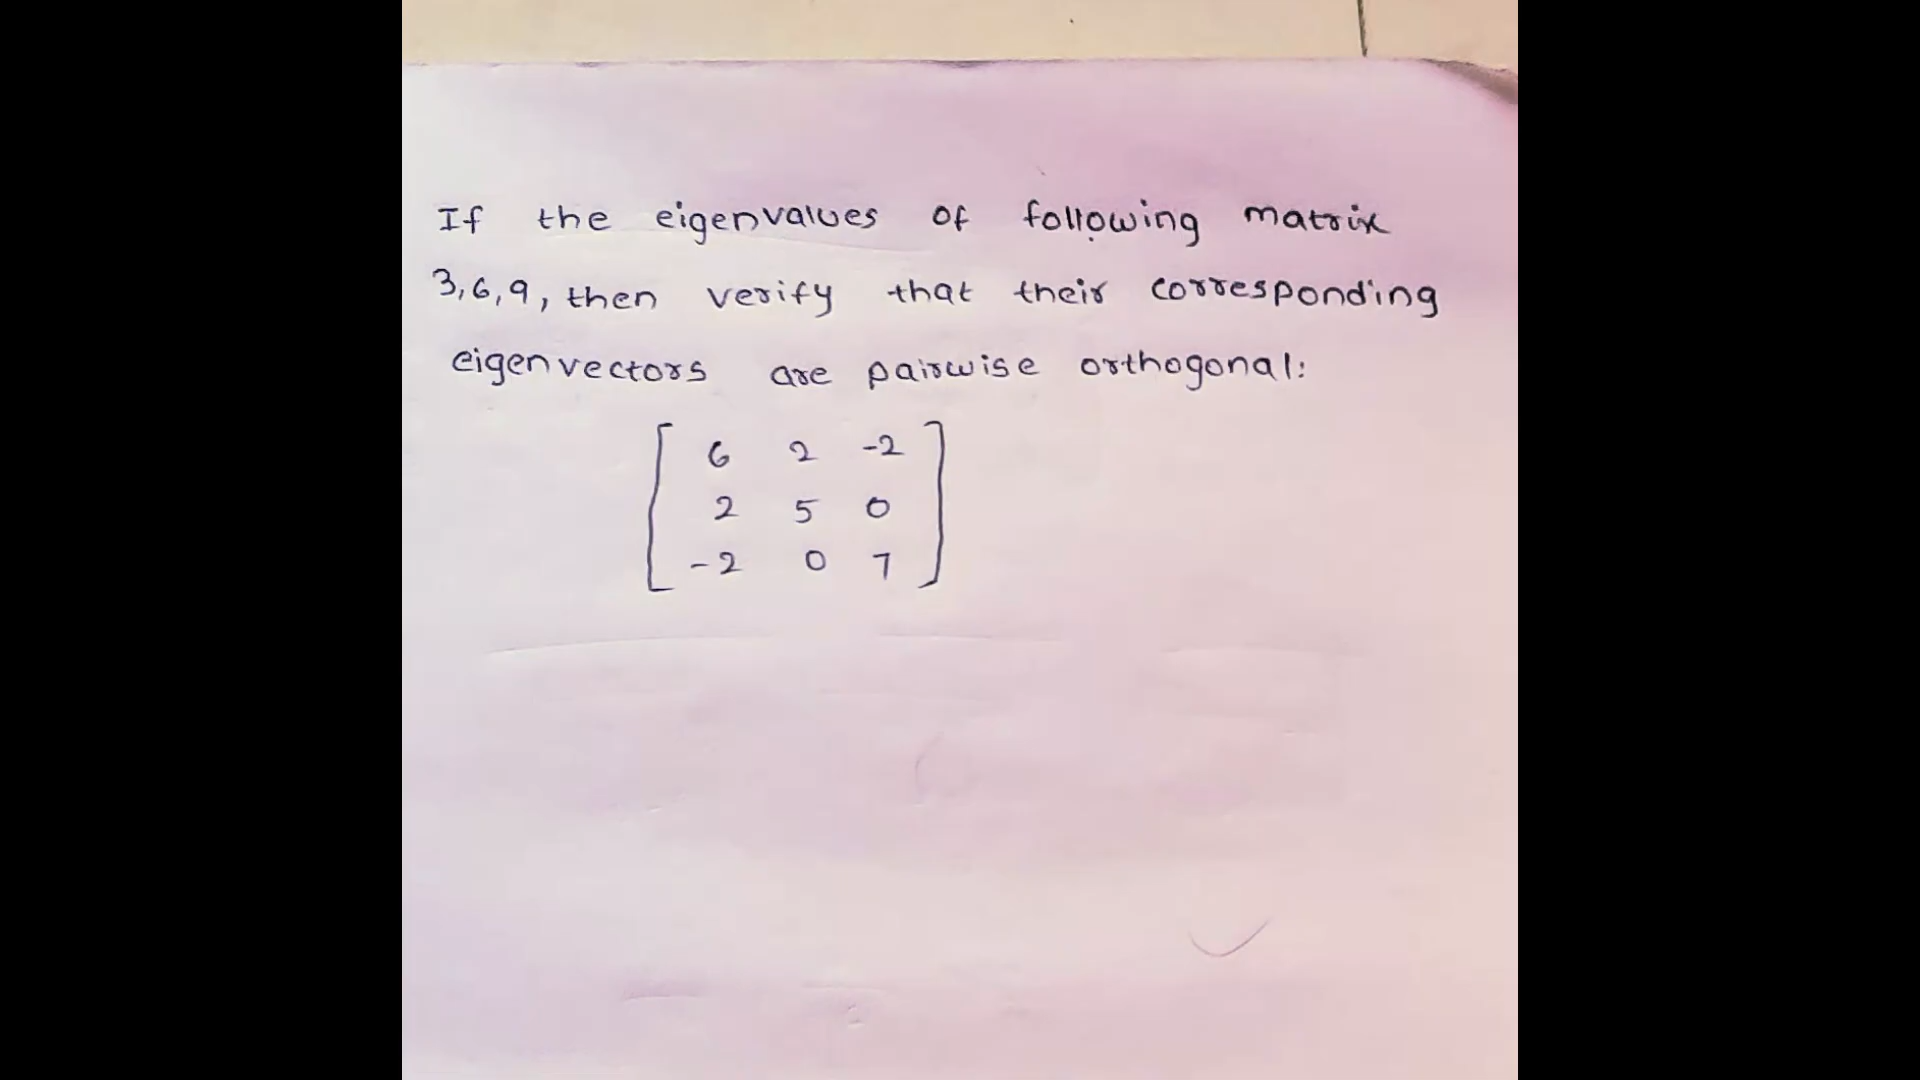 If the eigenvalues of following matrix
3,6,9, then verify that their corresponding
eigenvectors are pairwise orthogonal:
6 2 -2
2 5 0
-2 0 7